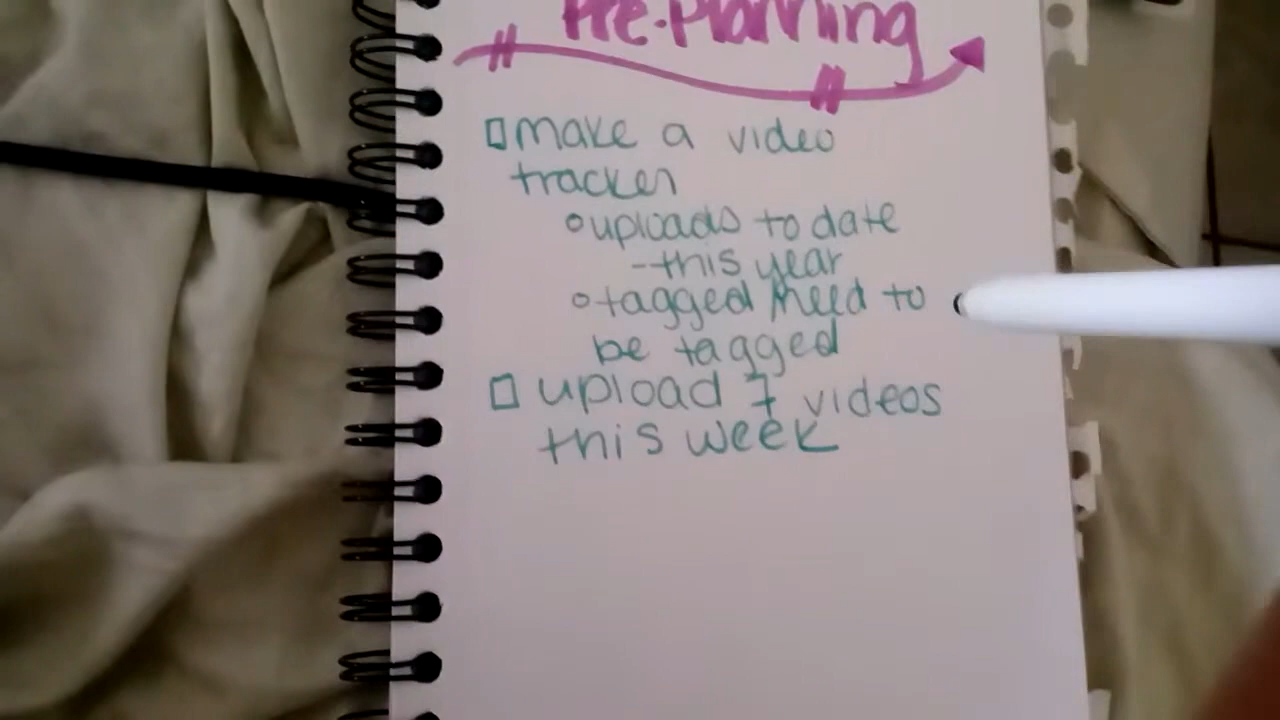 Pre-Planning
make a video
tracker
uploads to date
- this year
tagged need to
be tagged
upload 7 videos
this week